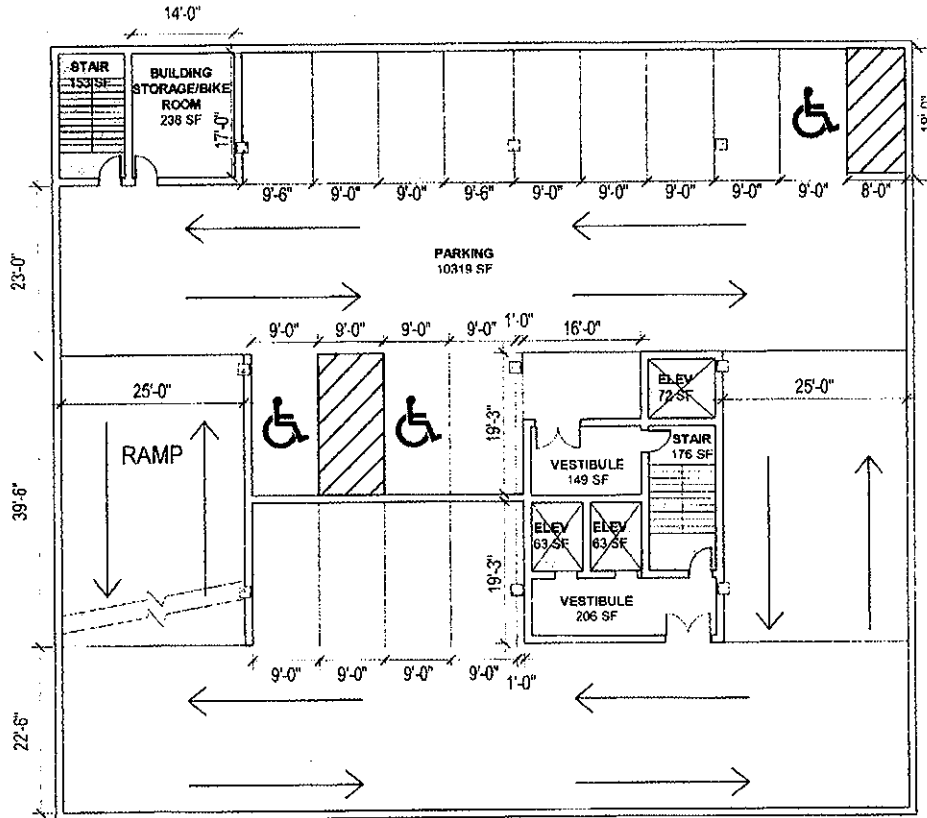 14'-0"
STAIR
153 SF
BUILDING
STORAGE/BIKE
ROOM
238 SF
17'-0"
18'-0"
9'-6" 9'-0" 9'-0" 9'-6" 9'-0" 9'-0" 9'-0" 9'-0" 9'-0" 8'-0"
23'-0"
PARKING
10319 SF
9'-0" 9'-0" 9'-0" 9'-0" 1'-0" 16'-0"
25'-0"
19'-3"
ELEV
72 SF
25'-0"
RAMP
STAIR
176 SF
VESTIBULE
149 SF
39'-6"
ELEV
63 SF
ELEV
63 SF
19'-3"
VESTIBULE
206 SF
9'-0" 9'-0" 9'-0" 9'-0" 1'-0"
22'-6"